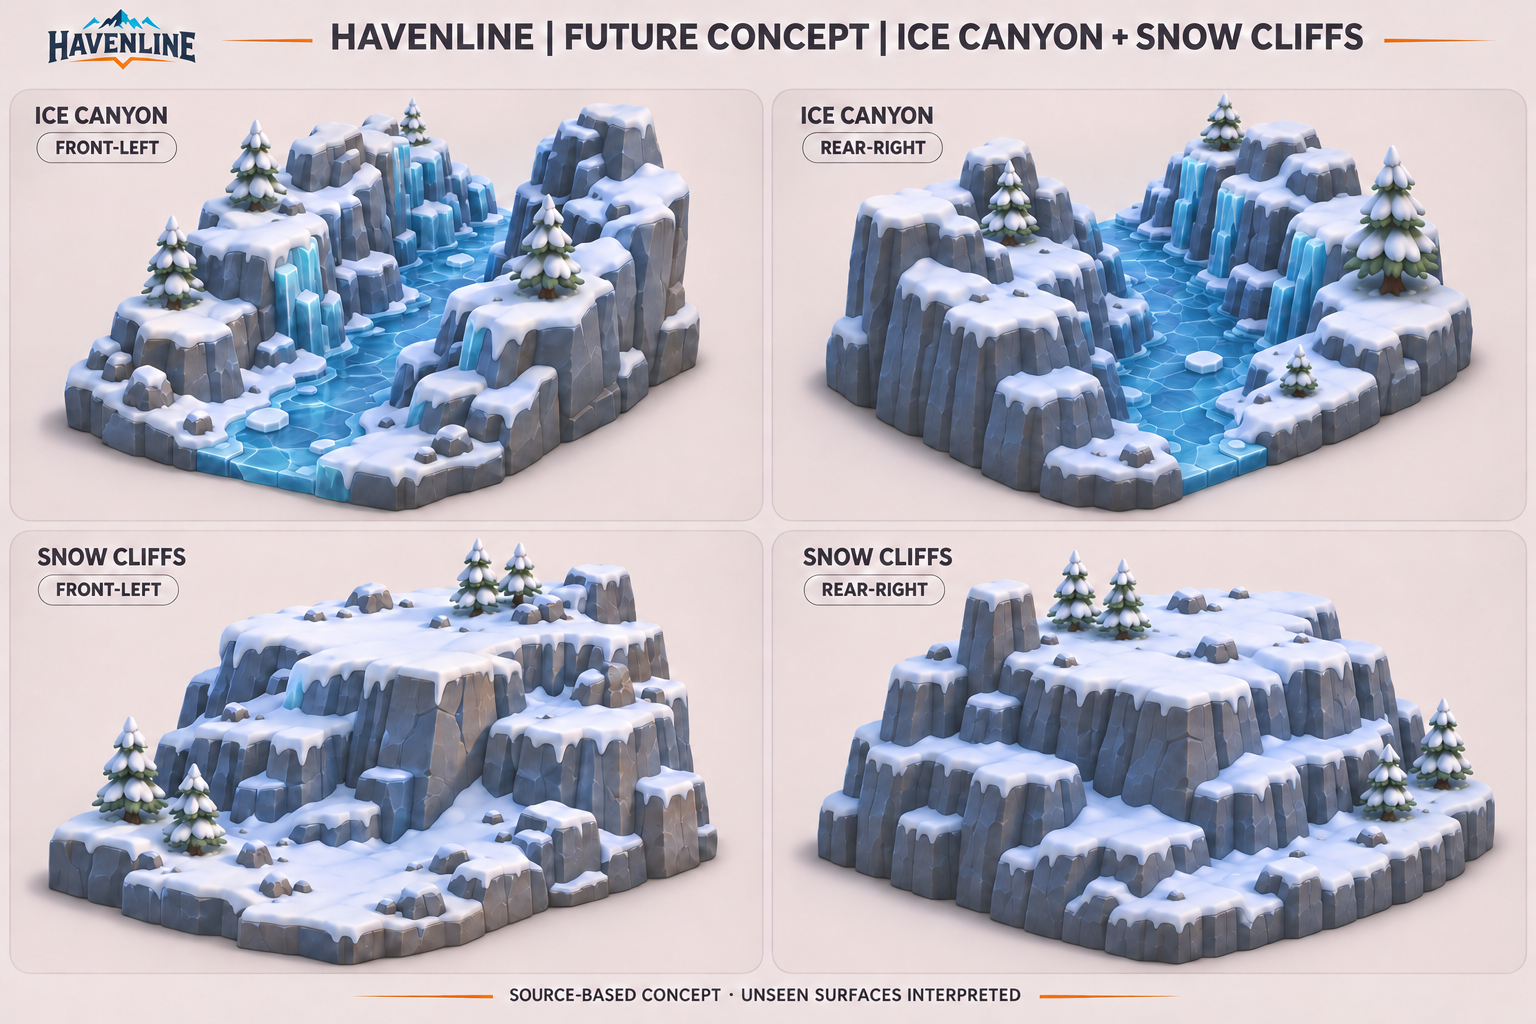 HAVENLINE
HAVENLINE | FUTURE CONCEPT | ICE CANYON + SNOW CLIFFS
ICE CANYON
FRONT-LEFT
ICE CANYON
REAR-RIGHT
SNOW CLIFFS
FRONT-LEFT
SNOW CLIFFS
REAR-RIGHT
SOURCE-BASED CONCEPT · UNSEEN SURFACES INTERPRETED